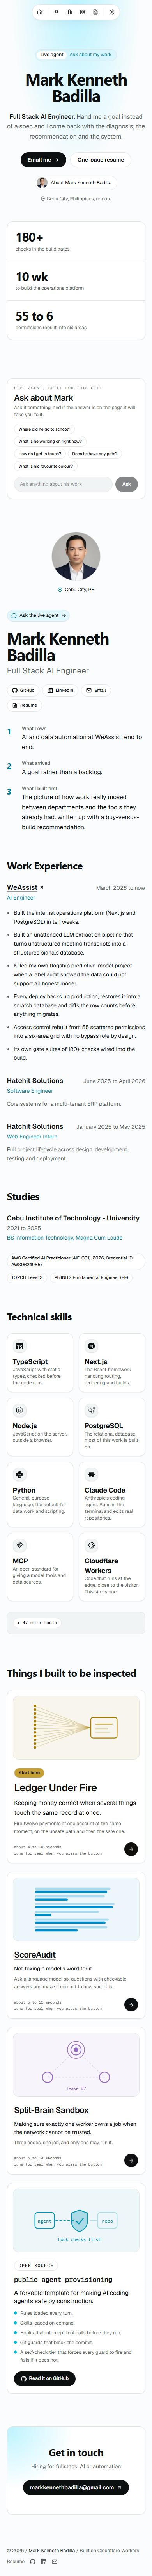 Live agent Ask about my work
Mark Kenneth
Badilla
Full Stack AI Engineer. Hand me a goal instead
of a spec and I come back with the diagnosis, the
recommendation and the system.
Email me One-page resume
About Mark Kenneth Badilla
Cebu City, Philippines, remote
180+
checks in the build gates
10 wk
to build the operations platform
55 to 6
permissions rebuilt into six areas
LIVE AGENT, BUILT FOR THIS SITE
Ask about Mark
Ask it something, and if the answer is on the page it will
take you to it.
Where did he go to school?
What is he working on right now?
How do I get in touch? Does he have any pets?
What is his favourite colour?
Ask anything about his work Ask
Cebu City, PH
Ask the live agent
Mark Kenneth
Badilla
Full Stack AI Engineer
GitHub LinkedIn Email
Resume
1 What I own
AI and data automation at WeAssist, end to
end.
2 What arrived
A goal rather than a backlog.
3 What I built first
The picture of how work really moved
between departments and the tools they
already had, written up with a buy-versus-
build recommendation.
Work Experience
WeAssist March 2026 to now
AI Engineer
Built the internal operations platform (Next.js and
PostgreSQL) in ten weeks.
Built an unattended LLM extraction pipeline that
turns unstructured meeting transcripts into a
structured signals database.
Killed my own flagship predictive-model project
when a label audit showed the data could not
support an honest model.
Every deploy backs up production, restores it into a
scratch database and diffs the row counts before
anything migrates.
Access control rebuilt from 55 scattered permissions
into a six-area grid with no bypass role by design.
Its own gate suites of 180+ checks wired into the
build.
Hatchit Solutions June 2025 to April 2026
Software Engineer
Core systems for a multi-tenant ERP platform.
Hatchit Solutions January 2025 to May 2025
Web Engineer Intern
Full project lifecycle across design, development,
testing and deployment.
Studies
Cebu Institute of Technology - University
2021 to 2025
BS Information Technology, Magna Cum Laude
AWS Certified AI Practitioner (AIF-C01), 2026, Credential ID
TOPCIT Level 3 PhilNITS Fundamental Engineer (FE)
Technical skills
TypeScript
JavaScript with static
types, checked before
the code runs.
Next.js
The React framework
handling routing,
rendering and builds.
Node.js
JavaScript on the server,
outside a browser.
PostgreSQL
The relational database
most of this work is built
on.
Python
General-purpose
language, the default for
data work and scripting.
Claude Code
Anthropic's coding
agent. Runs in the
terminal and edits real
repositories.
MCP
An open standard for
giving a model tools and
data sources.
Cloudflare
Workers
Code that runs at the
edge, close to the visitor.
This site is one.
+ 47 more tools
Things I built to be inspected
Start here
Ledger Under Fire
Keeping money correct when several things
touch the same record at once.
Fire twelve payments at one account at the same
moment, on the unsafe path and then the safe one.
runs for real when you press the button
ScoreAudit
Not taking a model's word for it.
Ask a language model six questions with checkable
answers and make it commit to how sure it is.
runs for real when you press the button
lease #7
Split-Brain Sandbox
Making sure exactly one worker owns a job when
the network cannot be trusted.
Three nodes, one job, and only one may run it.
runs for real when you press the button
agent repo
hook checks first
OPEN SOURCE
public-agent-provisioning
A forkable template for making AI coding
agents safe by construction.
Rules loaded every turn.
Skills loaded on demand.
Hooks that intercept tool calls before they run.
Git guards that block the commit.
A self-check tier that forces every guard to fire and
fails if it does not.
Read it on GitHub
Get in touch
Hiring for fullstack, AI or automation
markkennethbadilla@gmail.com
© 2026 / Mark Kenneth Badilla / Built on Cloudflare Workers
Resume